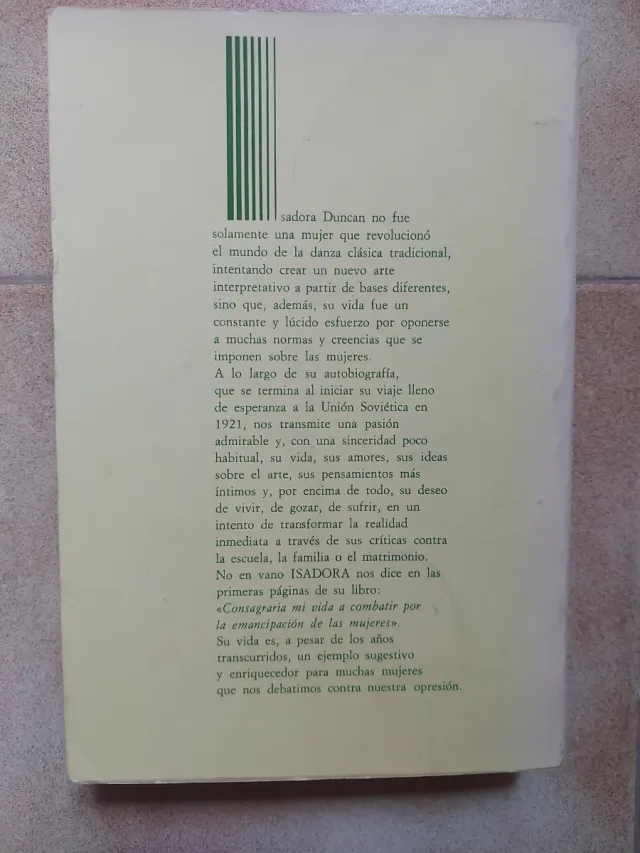 Isadora Duncan no fue
solamente una mujer que revolucionó
el mundo de la danza clásica tradicional,
intentando crear un nuevo arte
interpretativo a partir de bases diferentes,
sino que, además, su vida fue un
constante y lúcido esfuerzo por oponerse
a muchas normas y creencias que se
imponen sobre las mujeres.
A lo largo de su autobiografía,
que se termina al iniciar su viaje lleno
de esperanza a la Unión Soviética en
1921, nos transmite una pasión
admirable y, con una sinceridad poco
habitual, su vida, sus amores, sus ideas
sobre el arte, sus pensamientos más
íntimos y, por encima de todo, su deseo
de vivir, de gozar, de sufrir, en un
intento de transformar la realidad
inmediata a través de sus críticas contra
la escuela, la familia o el matrimonio.
No en vano ISADORA nos dice en las
primeras páginas de su libro:
«Consagraría mi vida a combatir por
la emancipación de las mujeres».
Su vida es, a pesar de los años
transcurridos, un ejemplo sugestivo
y enriquecedor para muchas mujeres
que nos debatimos contra nuestra opresión.